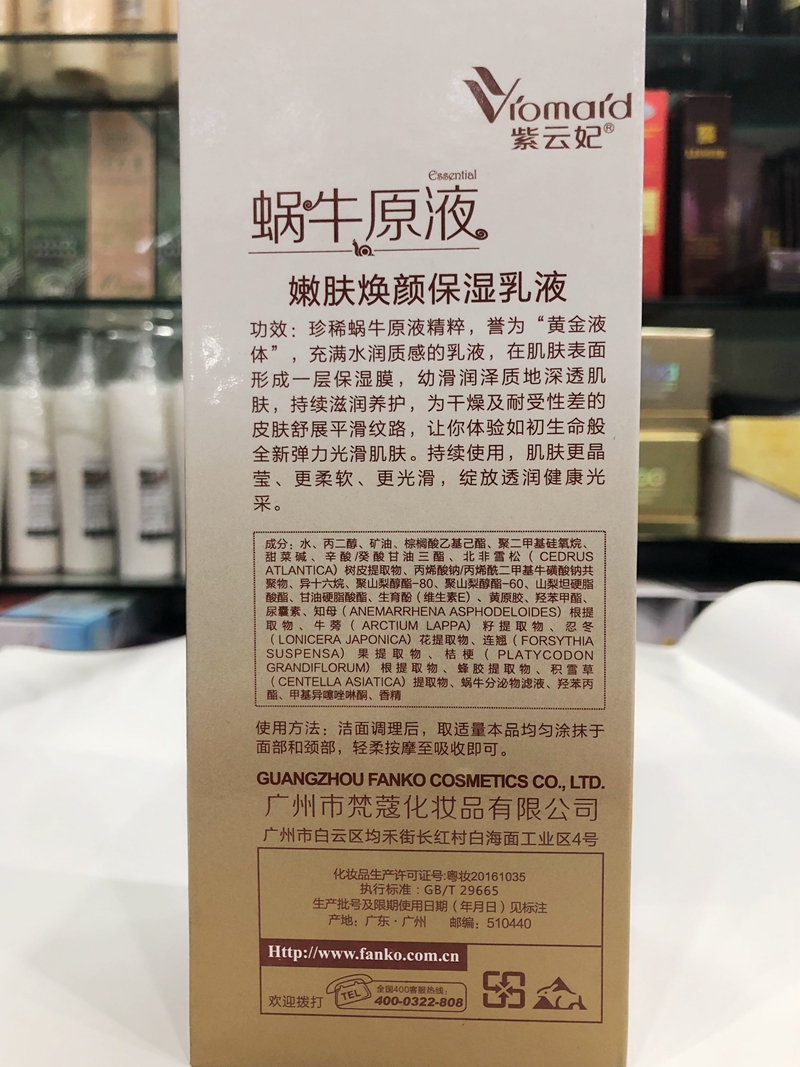 Vromard
紫云妃®
Essential
蜗牛原液
嫩肤焕颜保湿乳液
功效：珍稀蜗牛原液精粹，誉为“黄金液
体”，充满水润质感的乳液，在肌肤表面
形成一层保湿膜，幼滑润泽质地深透肌
肤，持续滋润养护，为干燥及耐受性差的
皮肤舒展平滑纹路，让你体验如初生命般
全新弹力光滑肌肤。持续使用，肌肤更晶
莹、更柔软、更光滑，绽放透润健康光
采。
成分：水、丙二醇、矿油、棕榈酸乙基己酯、聚二甲基硅氧烷、
甜菜碱、辛酸/癸酸甘油三酯、北非雪松（CEDRUS
ATLANTICA）树皮提取物、丙烯酸钠/丙烯酰二甲基牛磺酸钠共
聚物、异十六烷、聚山梨醇酯-80、聚山梨醇酯-60、山梨坦硬脂
酸酯、甘油硬脂酸酯、生育酚（维生素E）、黄原胶、羟苯甲酯、
尿囊素、知母（ANEMARRHENA ASPHODELOIDES）根提
取物、牛蒡（ARCTIUM LAPPA）籽提取物、忍冬
（LONICERA JAPONICA）花提取物、连翘（FORSYTHIA
SUSPENSA）果提取物、桔梗（PLATYCODON
GRANDIFLORUM）根提取物、蜂胶提取物、积雪草
（CENTELLA ASIATICA）提取物、蜗牛分泌物滤液、羟苯丙
酯、甲基异噻唑啉酮、香精
使用方法：洁面调理后，取适量本品均匀涂抹于
面部和颈部，轻柔按摩至吸收即可。
GUANGZHOU FANKO COSMETICS CO., LTD.
广州市梵蔻化妆品有限公司
广州市白云区均禾街长红村白海面工业区4号
化妆品生产许可证号:粤妆20161035
执行标准：GB/T 29665
生产批号及限期使用日期（年月日）见标注
产地：广东·广州 邮编：510440
Http://www.fanko.com.cn
欢迎拨打
TEL
全国400客服热线：
400-0322-808